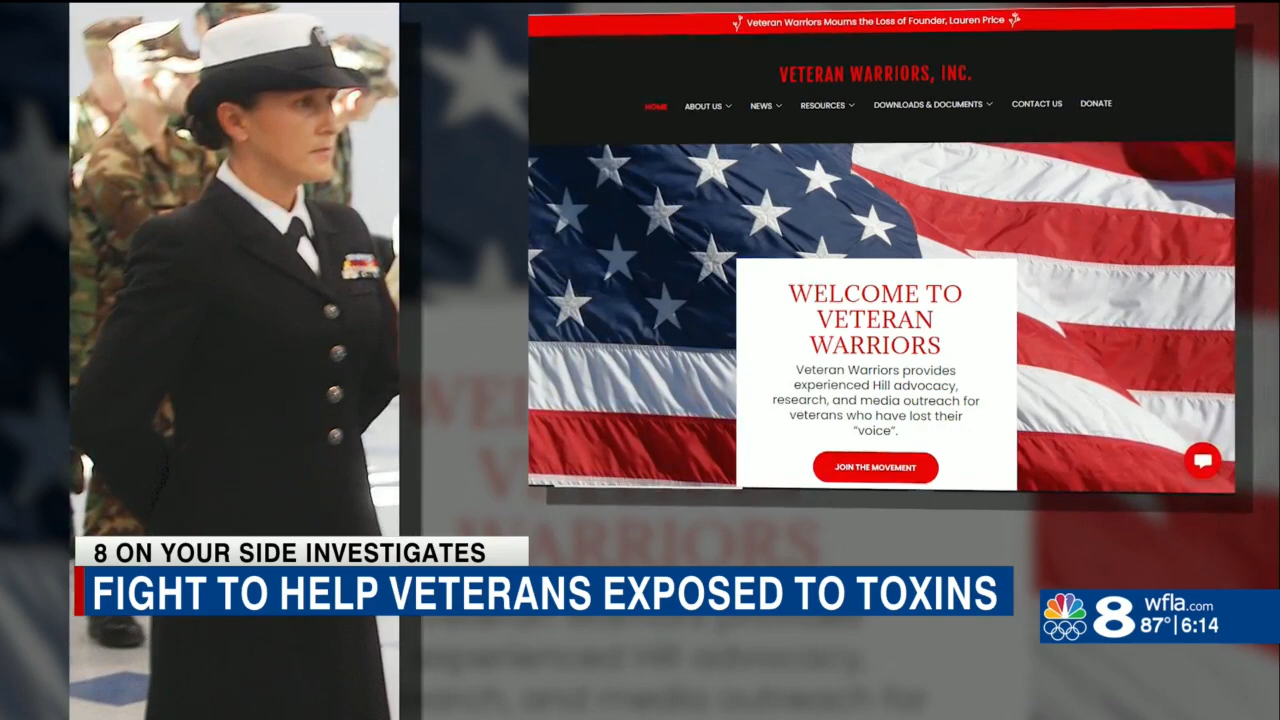 Veteran Warriors Mourns the Loss of Founder, Lauren Price
VETERAN WARRIORS, INC.
HOME ABOUT US NEWS RESOURCES DOWNLOADS & DOCUMENTS CONTACT US DONATE
WELCOME TO
VETERAN
WARRIORS
Veteran Warriors provides
experienced Hill advocacy,
research, and media outreach for
veterans who have lost their
"voice".
JOIN THE MOVEMENT
WARRIORS
8 ON YOUR SIDE INVESTIGATES
FIGHT TO HELP VETERANS EXPOSED TO TOXINS
8 wfla.com
87° 6:14